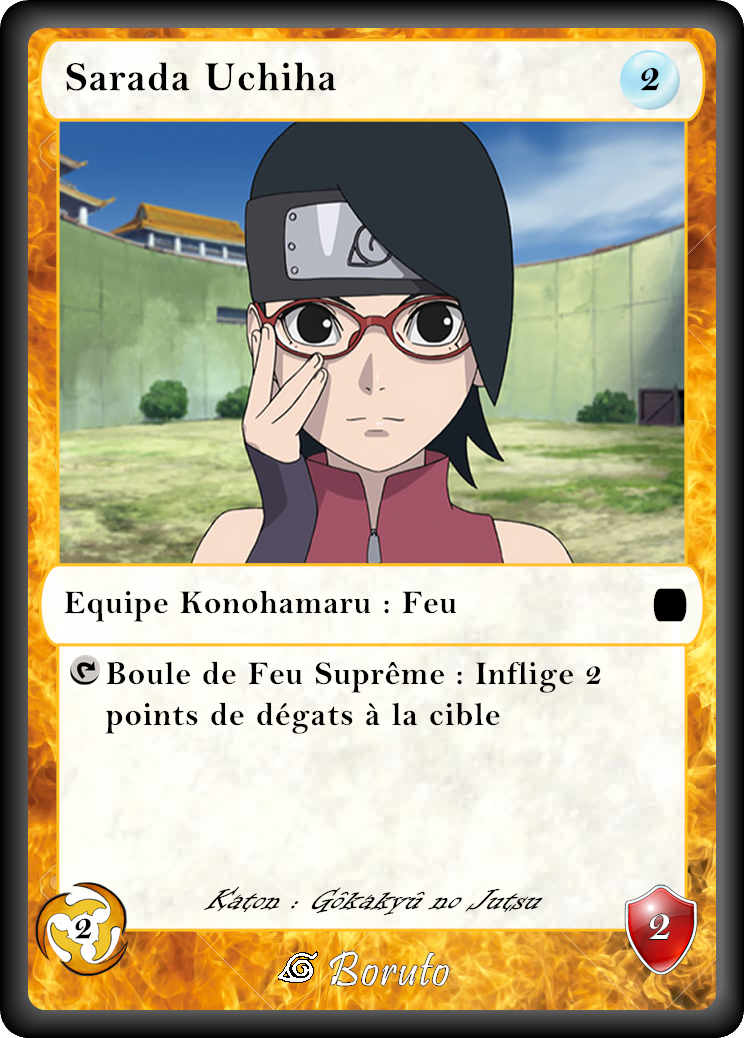 Sarada Uchiha
2
Equipe Konohamaru : Feu
Boule de Feu Suprême : Inflige 2
points de dégats à la cible
Katon : Gôkakyû no Jutsu
2
2
Boruto